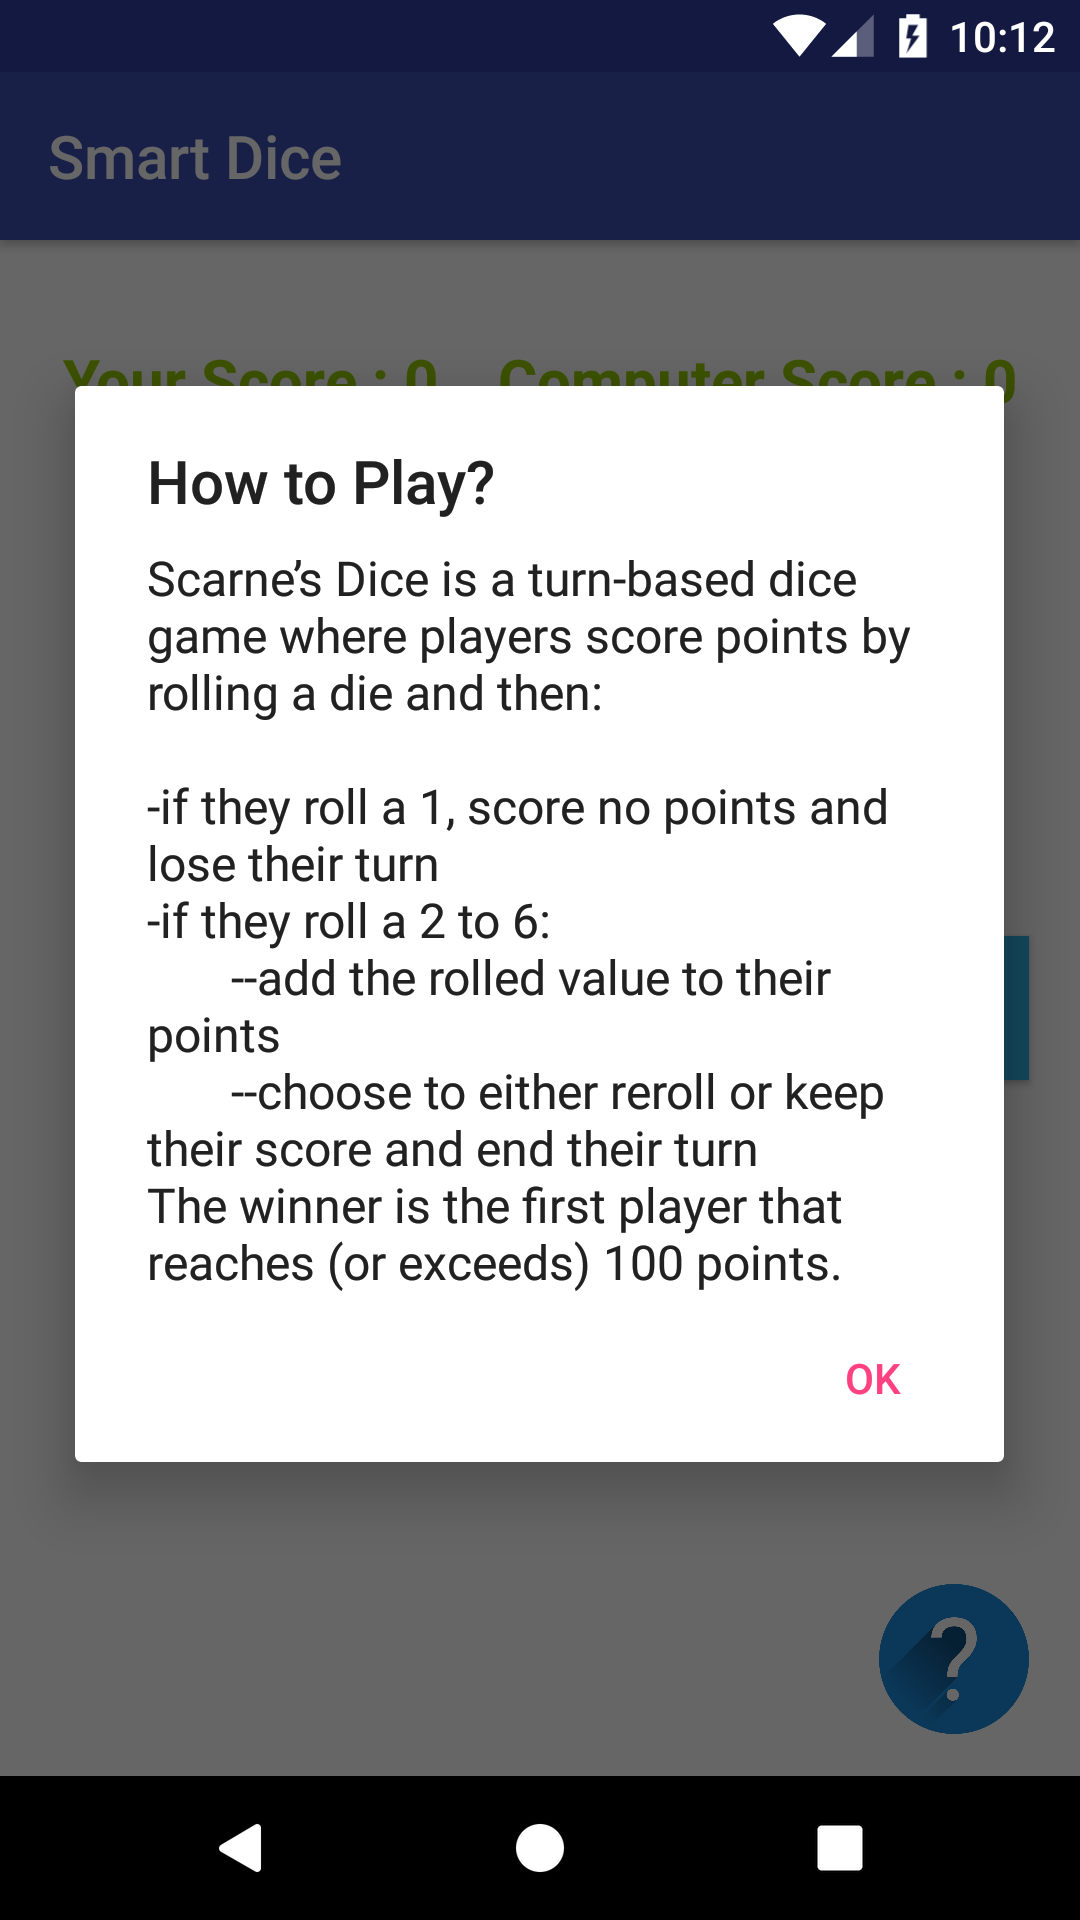 10:12
Smart Dice
Your Score : 0 Computer Score : 0
How to Play?
Scarne’s Dice is a turn-based dice
game where players score points by
rolling a die and then:
-if they roll a 1, score no points and
lose their turn
-if they roll a 2 to 6:
--add the rolled value to their
points
--choose to either reroll or keep
their score and end their turn
The winner is the first player that
reaches (or exceeds) 100 points.
OK
?